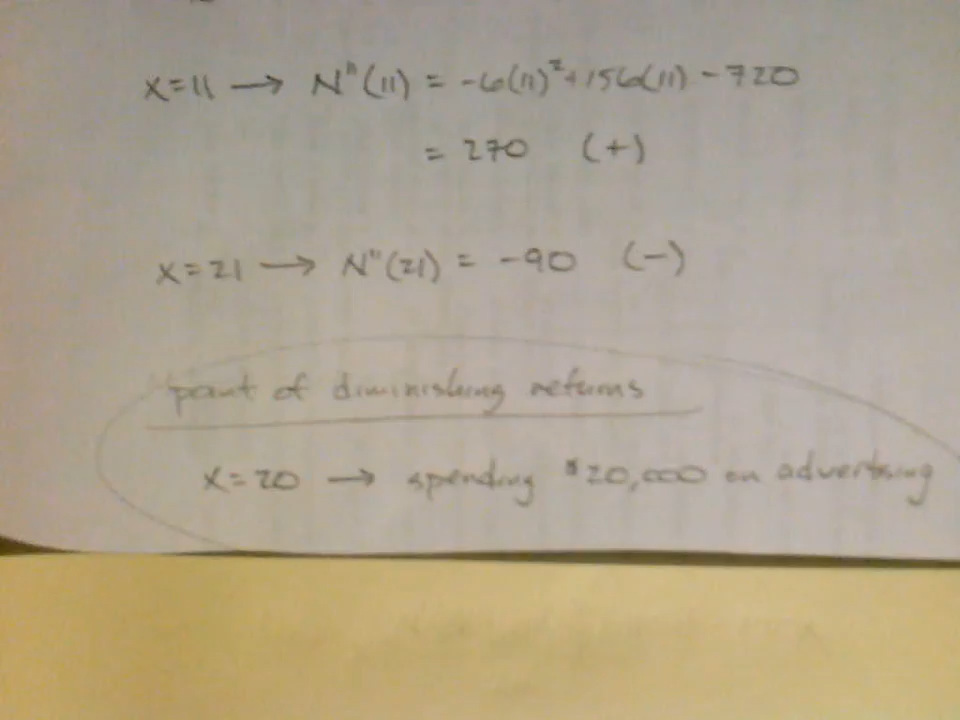 x=11 → N"(11) = -6(11)²+156(11) - 720
= 270 (+)
x=21 → N"(21) = -90 (-)
point of diminishing returns
x=20 → spending $20,000 on advertising